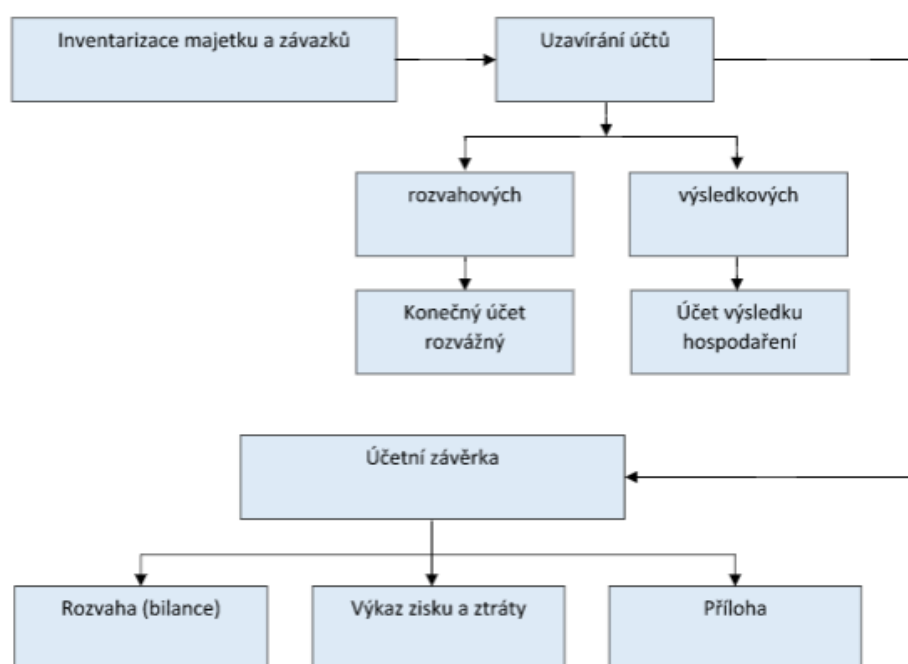 Inventarizace majetku a závazků
Uzavírání účtů
rozvahových
výsledkových
Konečný účet
rozvážný
Účet výsledku
hospodaření
Účetní závěrka
Rozvaha (bilance)
Výkaz zisku a ztráty
Příloha